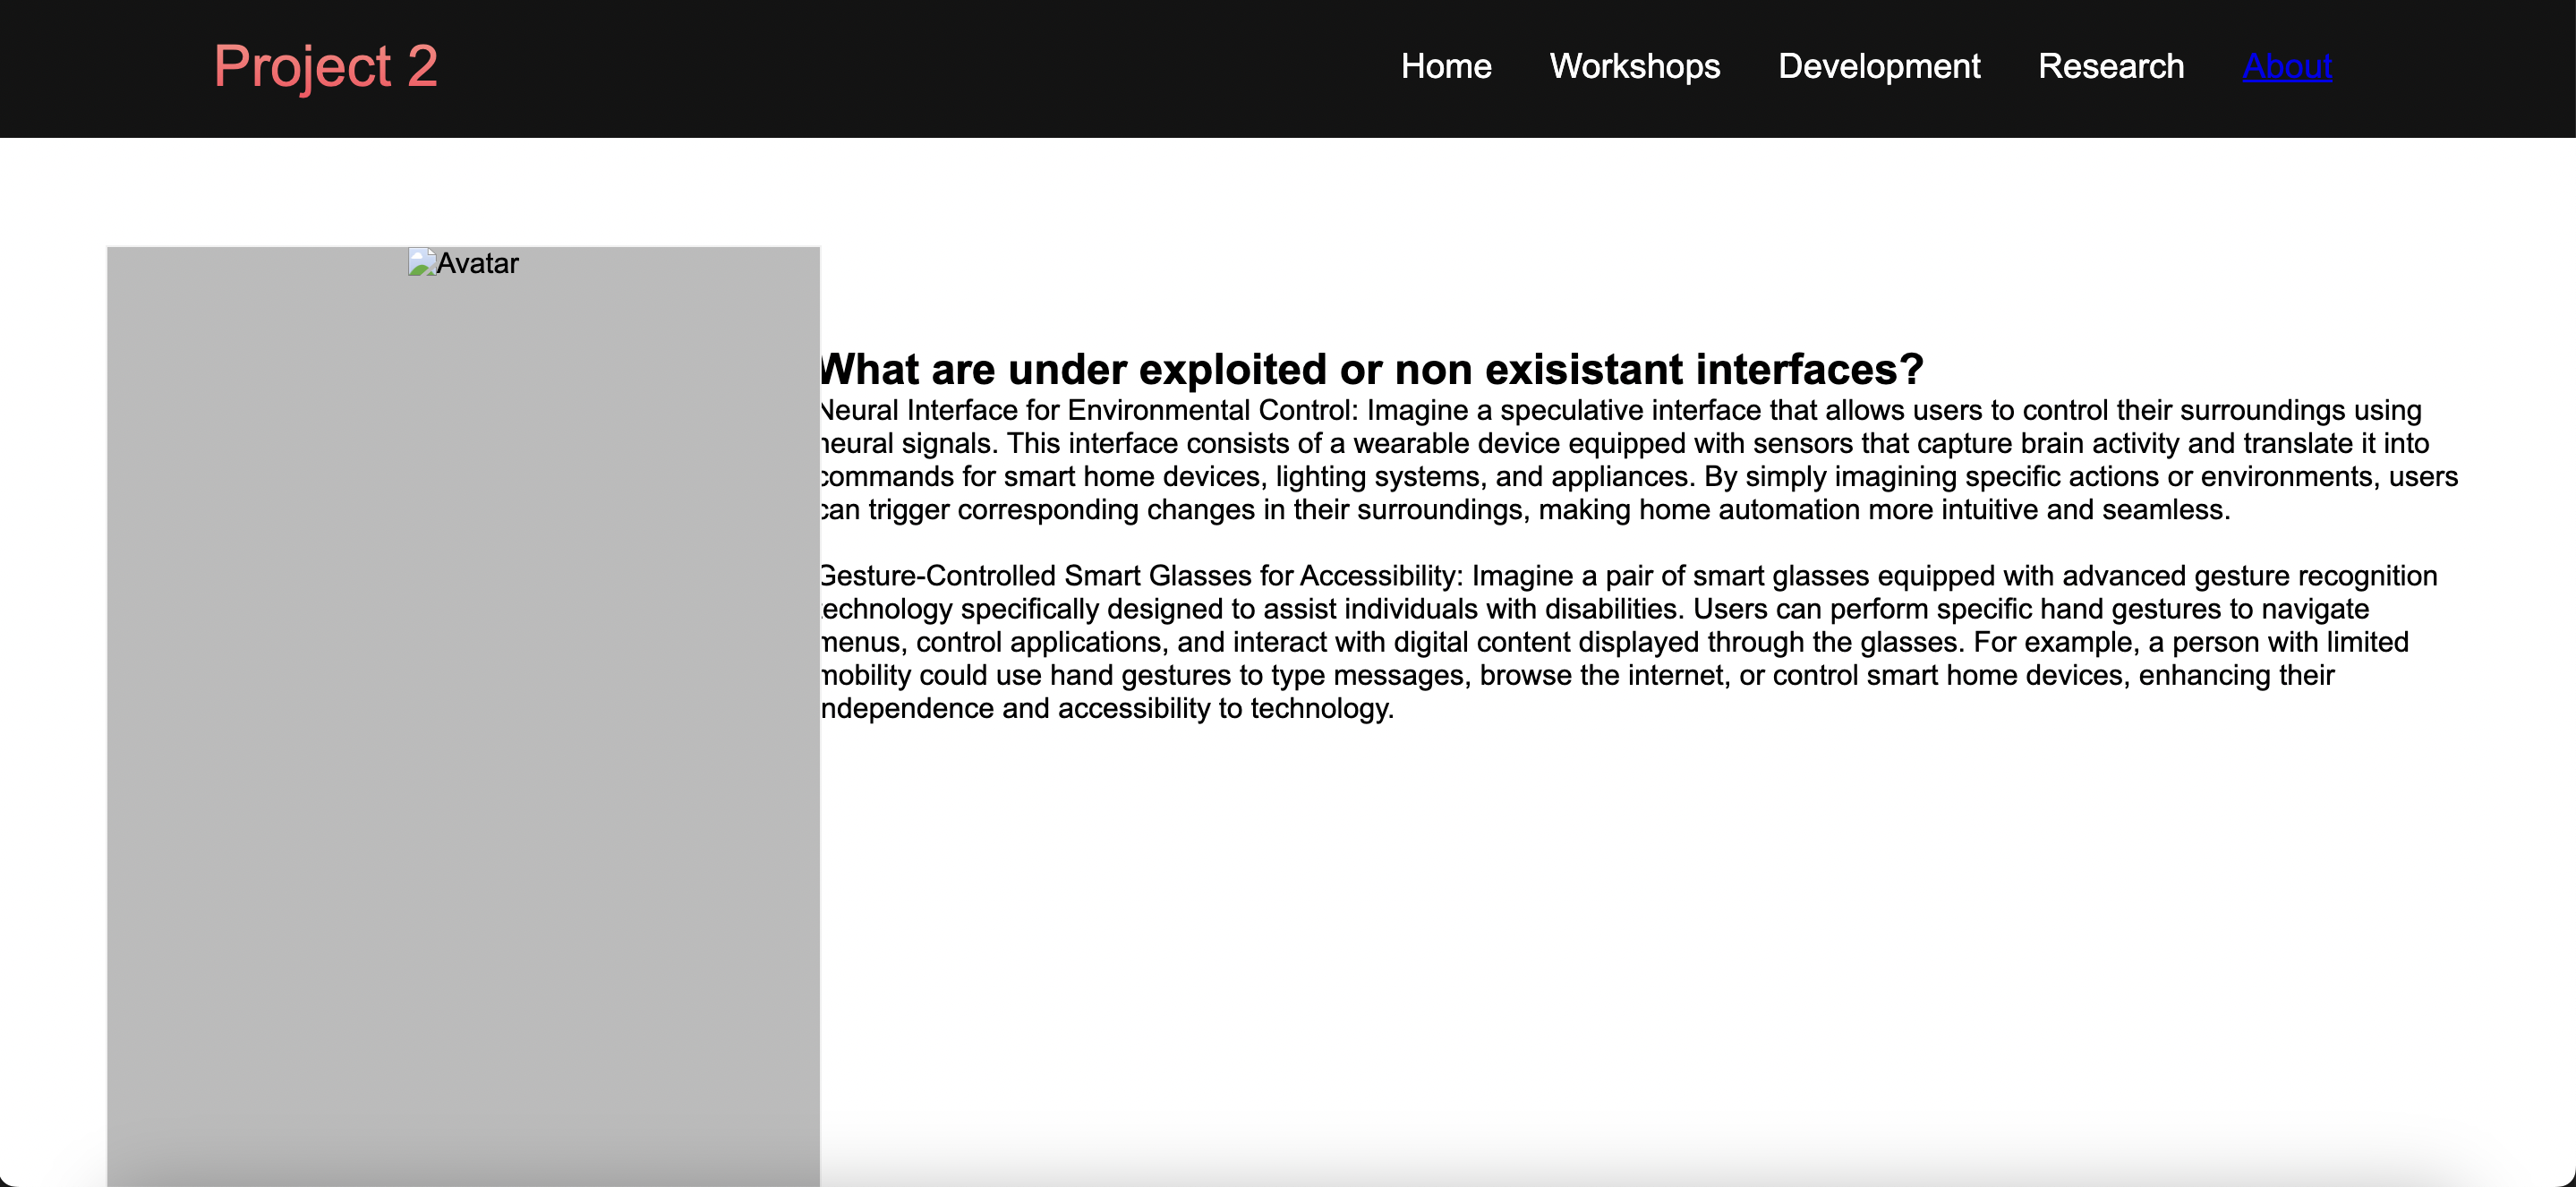 Project 2
Home Workshops Development Research About
Avatar
What are under exploited or non exisistant interfaces?
Neural Interface for Environmental Control: Imagine a speculative interface that allows users to control their surroundings using
neural signals. This interface consists of a wearable device equipped with sensors that capture brain activity and translate it into
commands for smart home devices, lighting systems, and appliances. By simply imagining specific actions or environments, users
can trigger corresponding changes in their surroundings, making home automation more intuitive and seamless.
Gesture-Controlled Smart Glasses for Accessibility: Imagine a pair of smart glasses equipped with advanced gesture recognition
technology specifically designed to assist individuals with disabilities. Users can perform specific hand gestures to navigate
menus, control applications, and interact with digital content displayed through the glasses. For example, a person with limited
mobility could use hand gestures to type messages, browse the internet, or control smart home devices, enhancing their
independence and accessibility to technology.